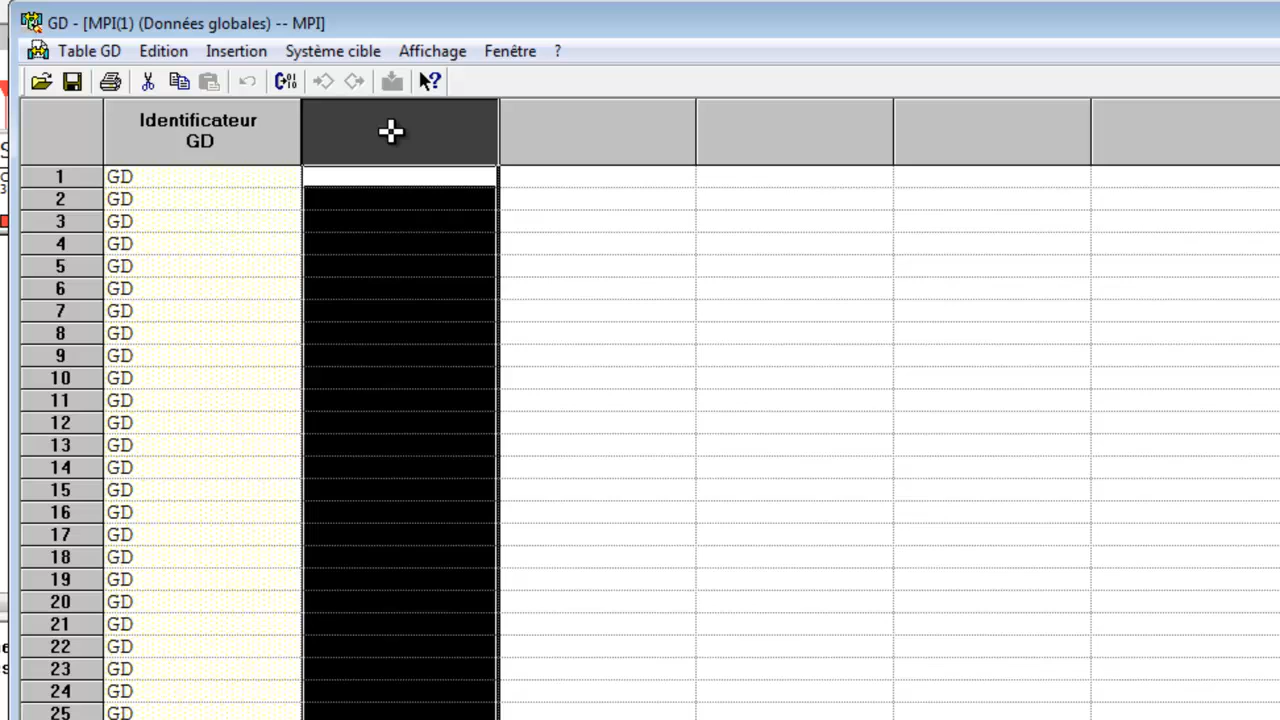 GD - [MPI(1) (Données globales) -- MPI]
Table GD Edition Insertion Système cible Affichage Fenêtre ?
Identificateur
GD
1 GD
2 GD
3 GD
4 GD
5 GD
6 GD
7 GD
8 GD
9 GD
10 GD
11 GD
12 GD
13 GD
14 GD
15 GD
16 GD
17 GD
18 GD
19 GD
20 GD
21 GD
22 GD
23 GD
24 GD
25 GD